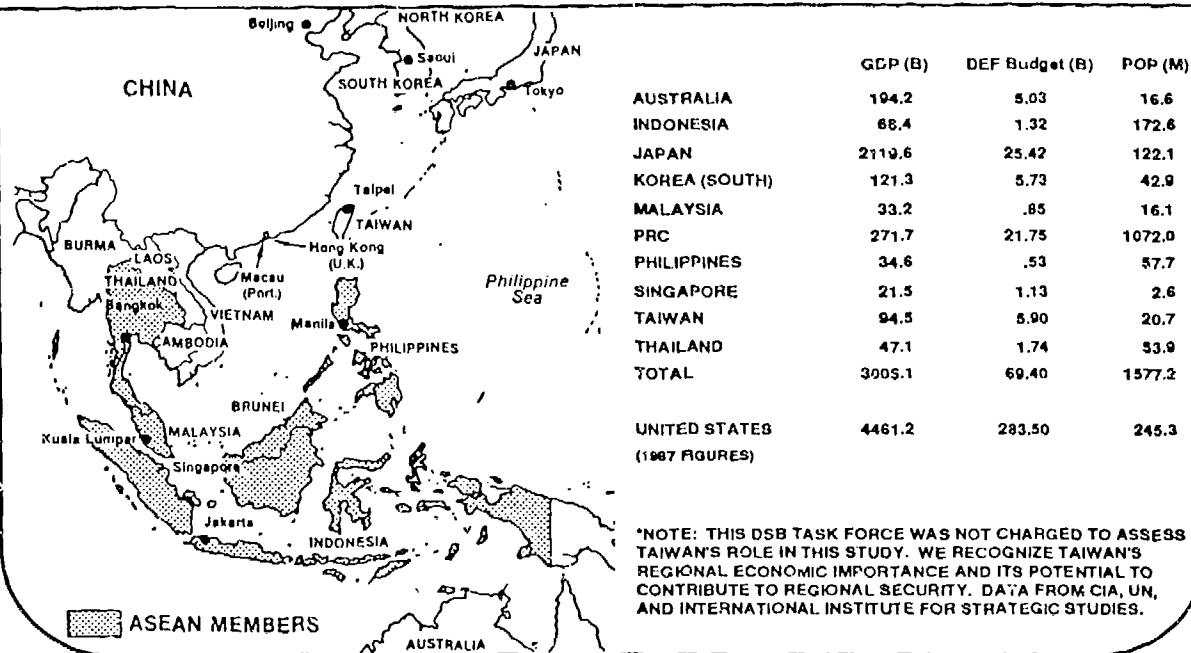 Beijing
NORTH KOREA
Seoul
JAPAN
CHINA
SOUTH KOREA
Tokyo
Taipei
TAIWAN
BURMA
LAOS
Hong Kong
(U.K.)
THAILAND
Macau
(Port.)
Bangkok
VIETNAM
Philippine
Sea
Manila
CAMBODIA
PHILIPPINES
BRUNEI
Kuala Lumpar
MALAYSIA
Singapore
Jakarta
INDONESIA
ASEAN MEMBERS
AUSTRALIA
GDP (B) DEF Budget (B) POP (M)
AUSTRALIA 194.2 5.03 16.6
INDONESIA 68.4 1.32 172.6
JAPAN 2119.6 25.42 122.1
KOREA (SOUTH) 121.3 5.73 42.9
MALAYSIA 33.2 .85 16.1
PRC 271.7 21.75 1072.0
PHILIPPINES 34.6 .53 57.7
SINGAPORE 21.5 1.13 2.6
TAIWAN 94.5 5.90 20.7
THAILAND 47.1 1.74 53.9
TOTAL 3005.1 69.40 1577.2
UNITED STATES 4461.2 283.50 245.3
(1987 FIGURES)
*NOTE: THIS DSB TASK FORCE WAS NOT CHARGED TO ASSESS
TAIWAN'S ROLE IN THIS STUDY. WE RECOGNIZE TAIWAN'S
REGIONAL ECONOMIC IMPORTANCE AND ITS POTENTIAL TO
CONTRIBUTE TO REGIONAL SECURITY. DATA FROM CIA, UN,
AND INTERNATIONAL INSTITUTE FOR STRATEGIC STUDIES.